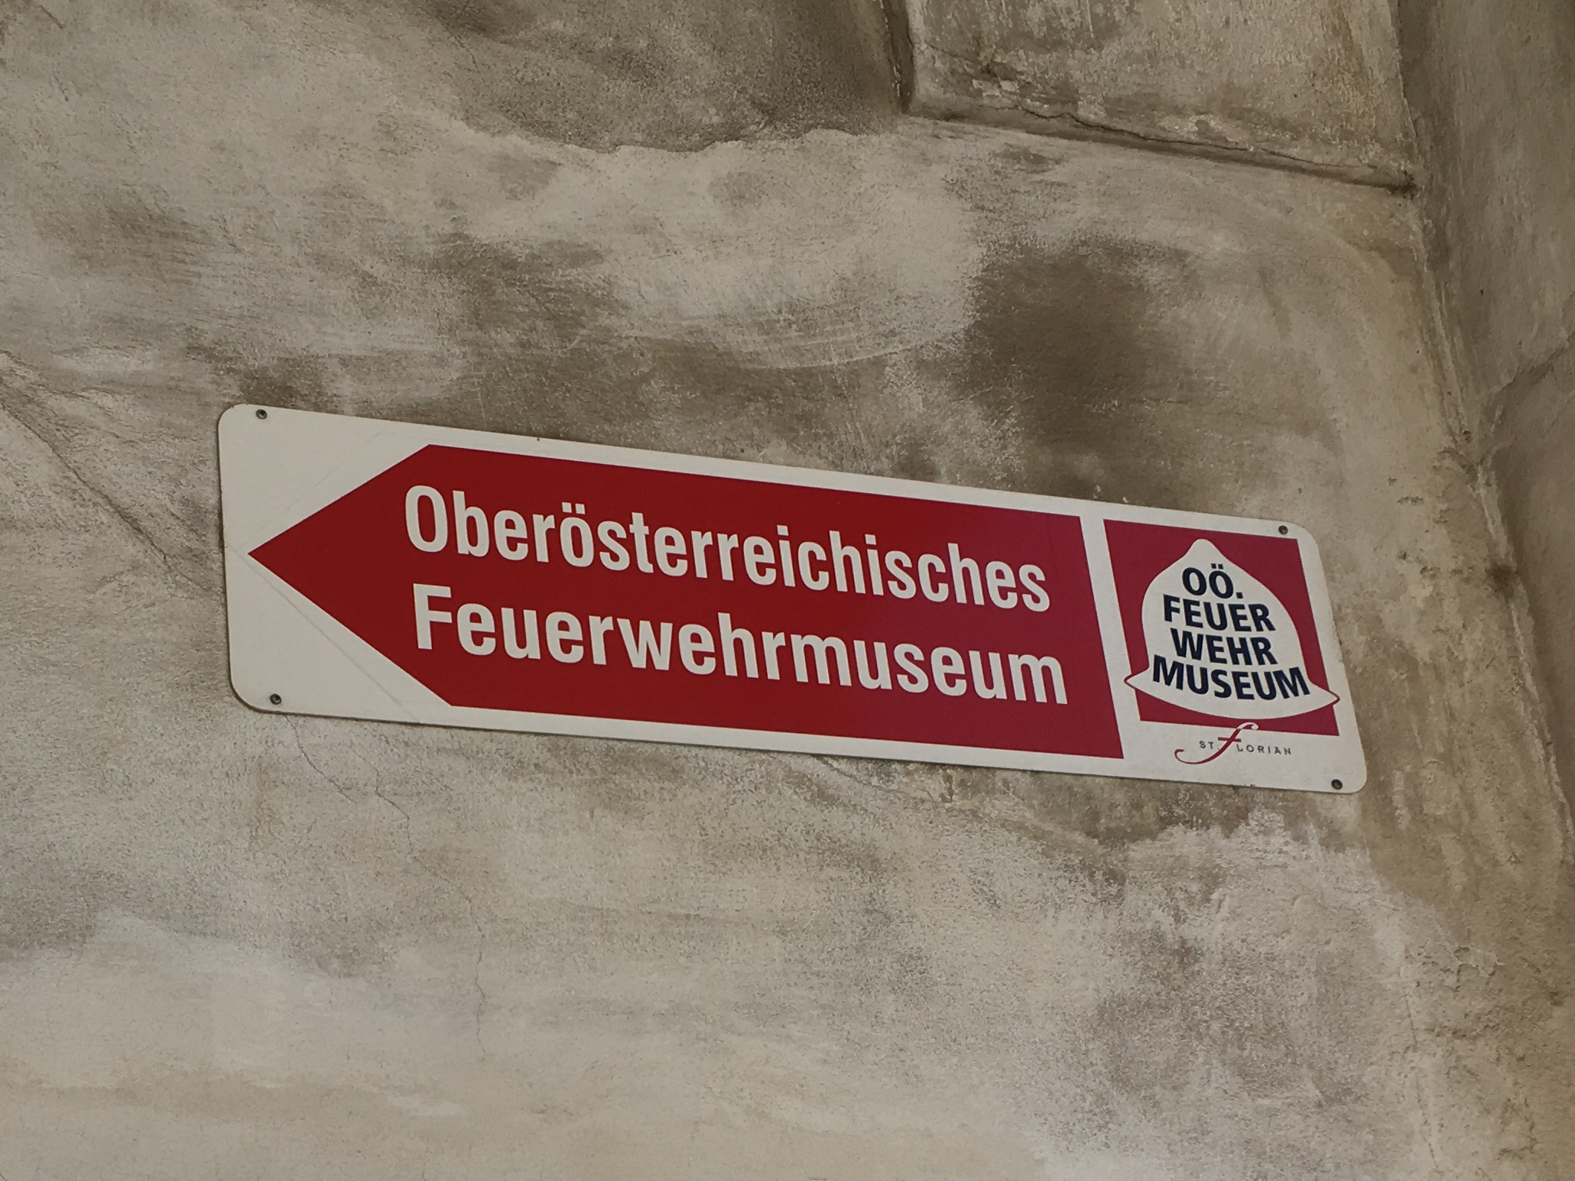 Oberösterreichisches
Feuerwehrmuseum
OÖ.
FEUER
WEHR
MUSEUM
ST. FLORIAN